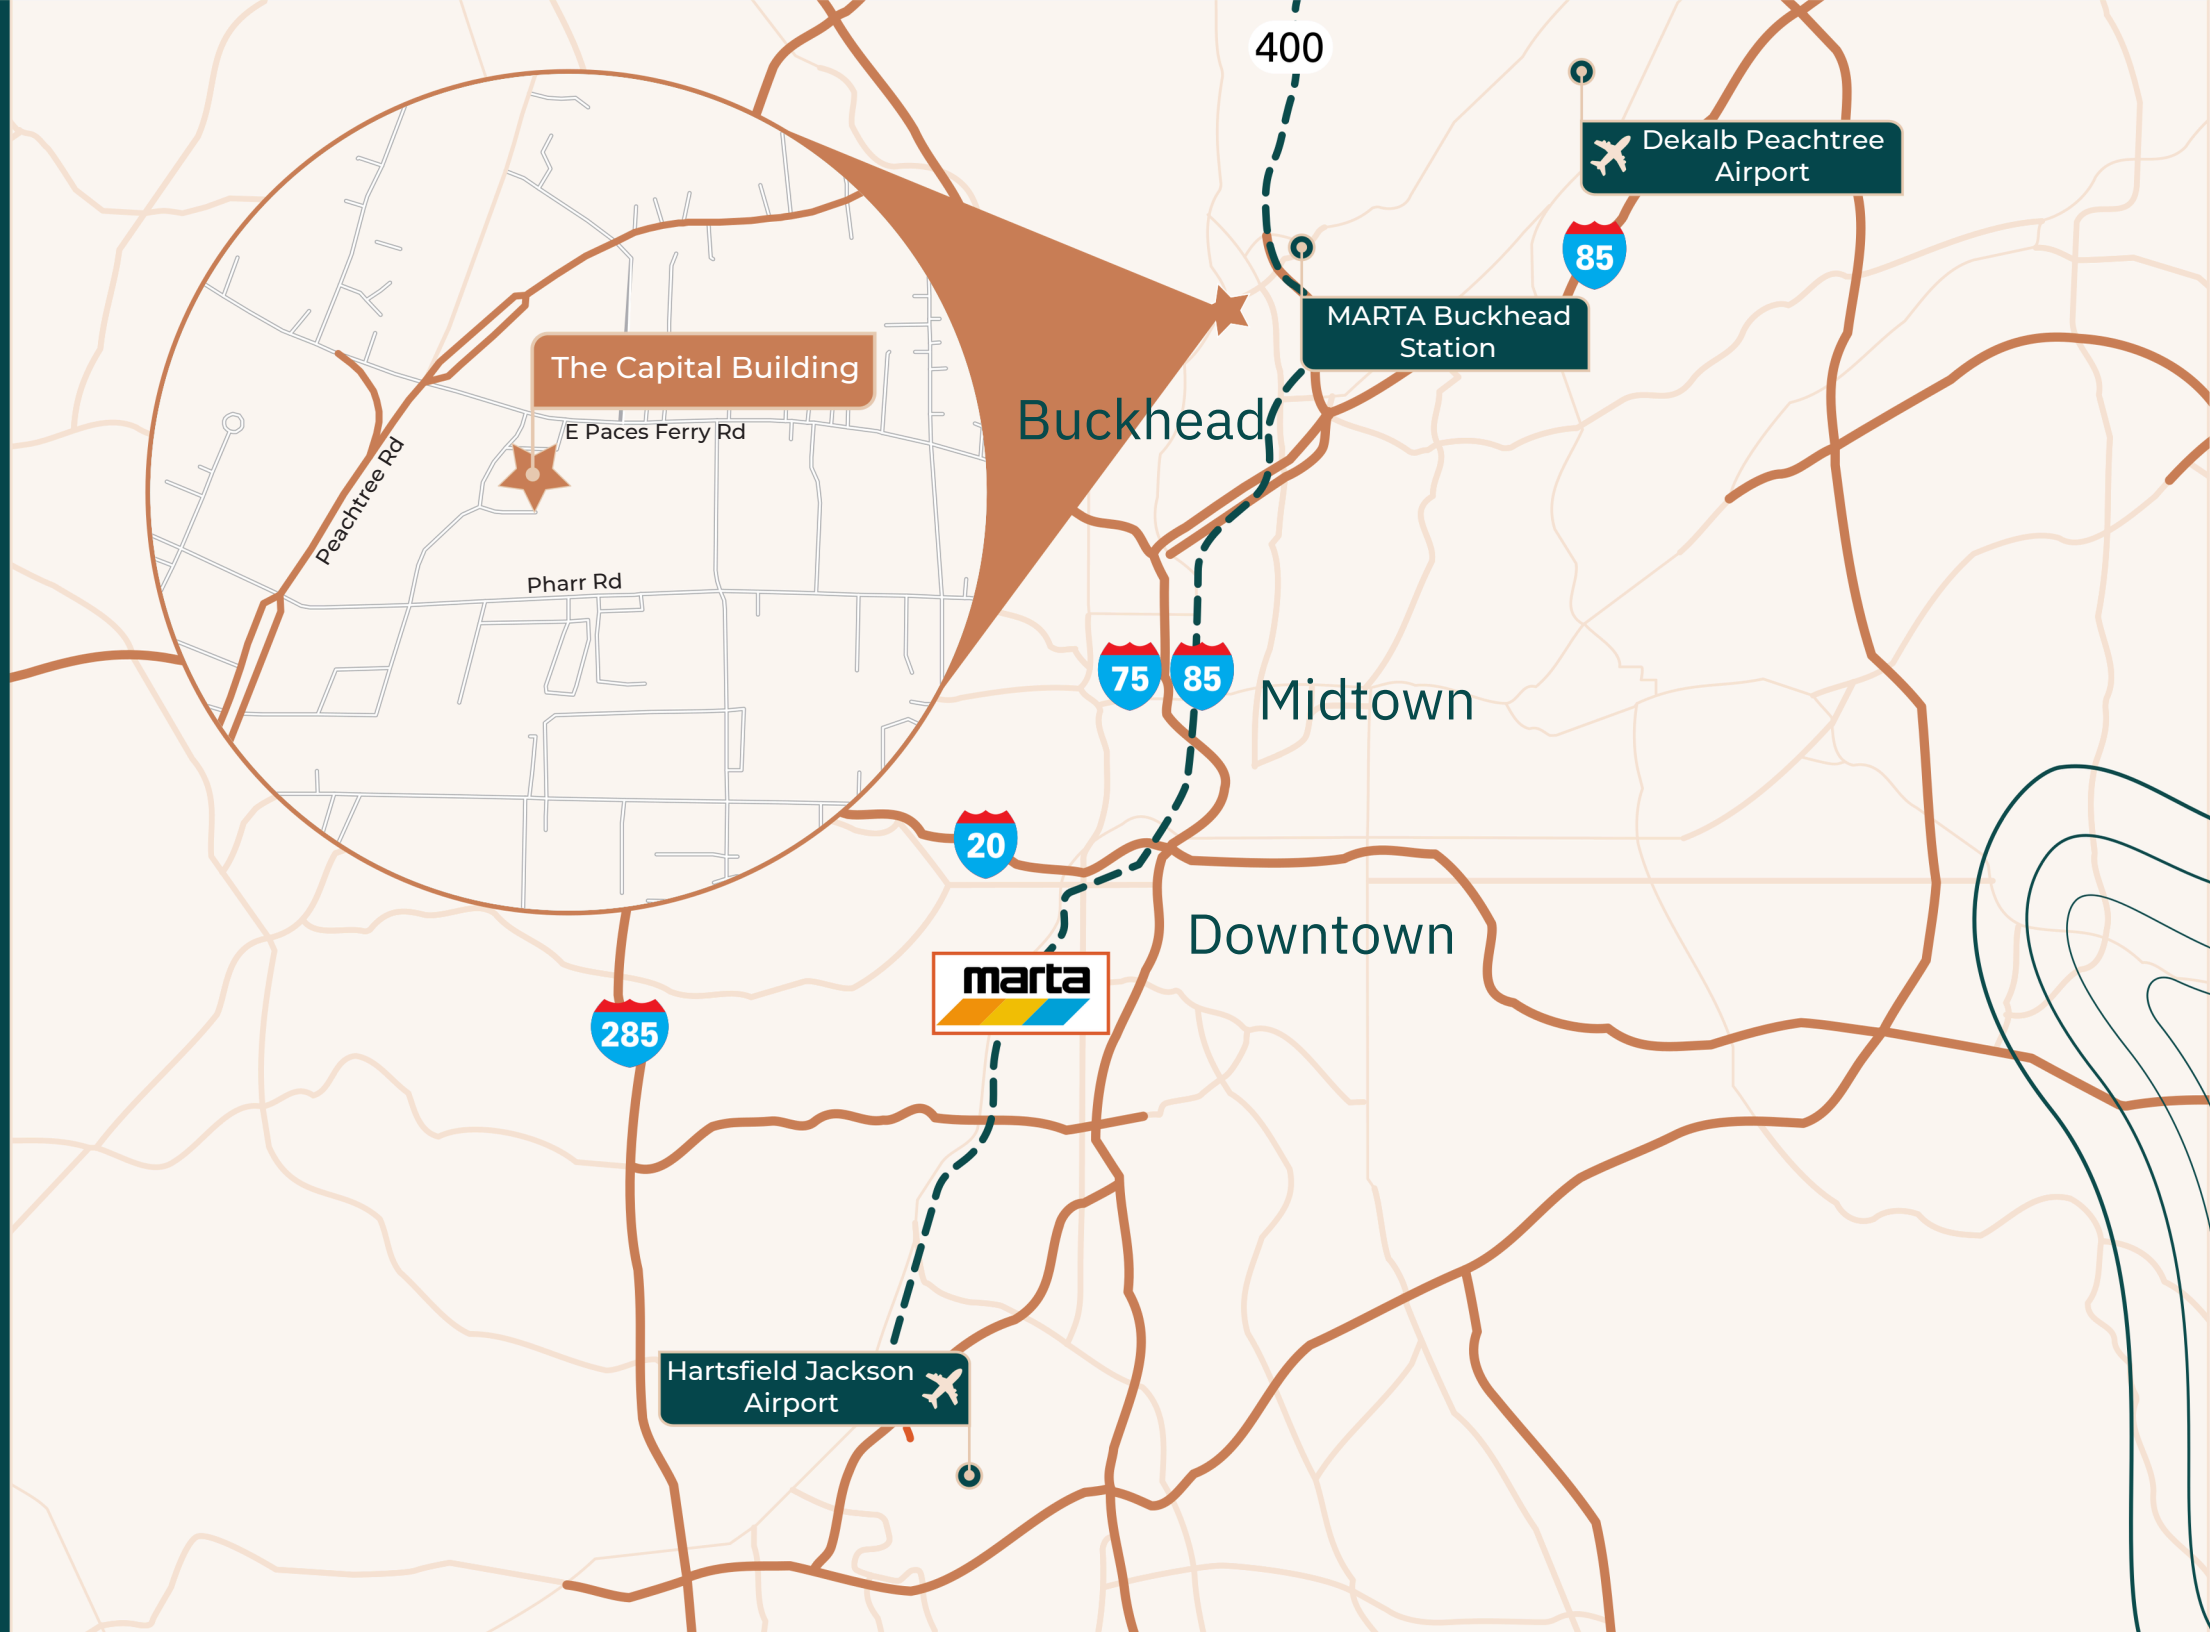 400
Dekalb Peachtree
Airport
85
MARTA Buckhead
Station
The Capital Building
Buckhead
E Paces Ferry Rd
Peachtree Rd
Pharr Rd
75
85
Midtown
20
Downtown
marta
285
Hartsfield Jackson
Airport